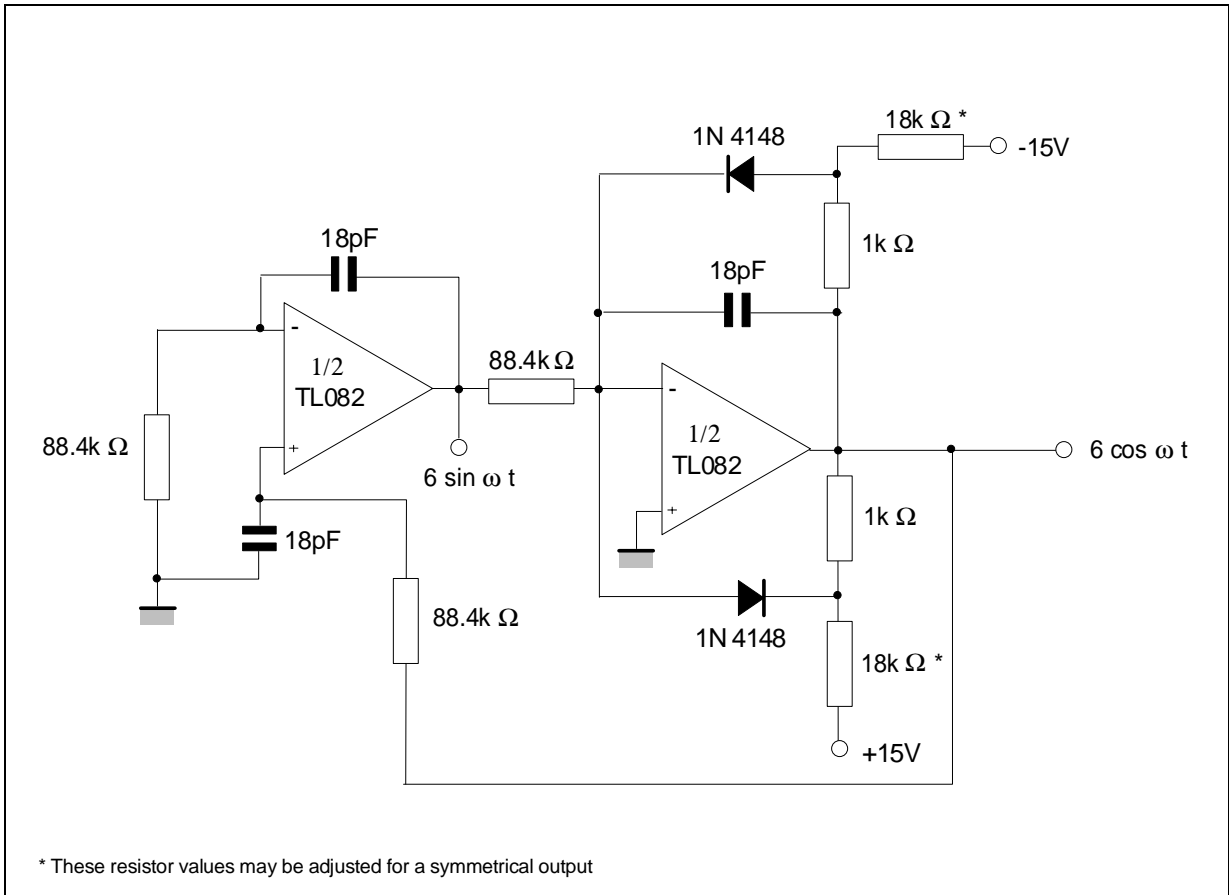 18k Ω *
1N 4148
-15V
18pF
1k Ω
18pF
-
1/2
TL082
88.4k Ω
-
88.4k Ω
+
1/2
TL082
6 sin ω t
6 cos ω t
+
1k Ω
18pF
88.4k Ω
1N 4148
18k Ω *
+15V
* These resistor values may be adjusted for a symmetrical output